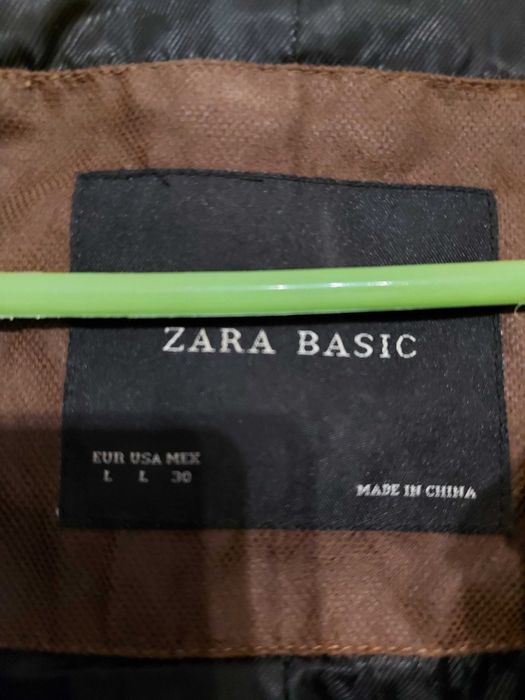 ZARA BASIC
EUR USA MEX
L L 30
MADE IN CHINA